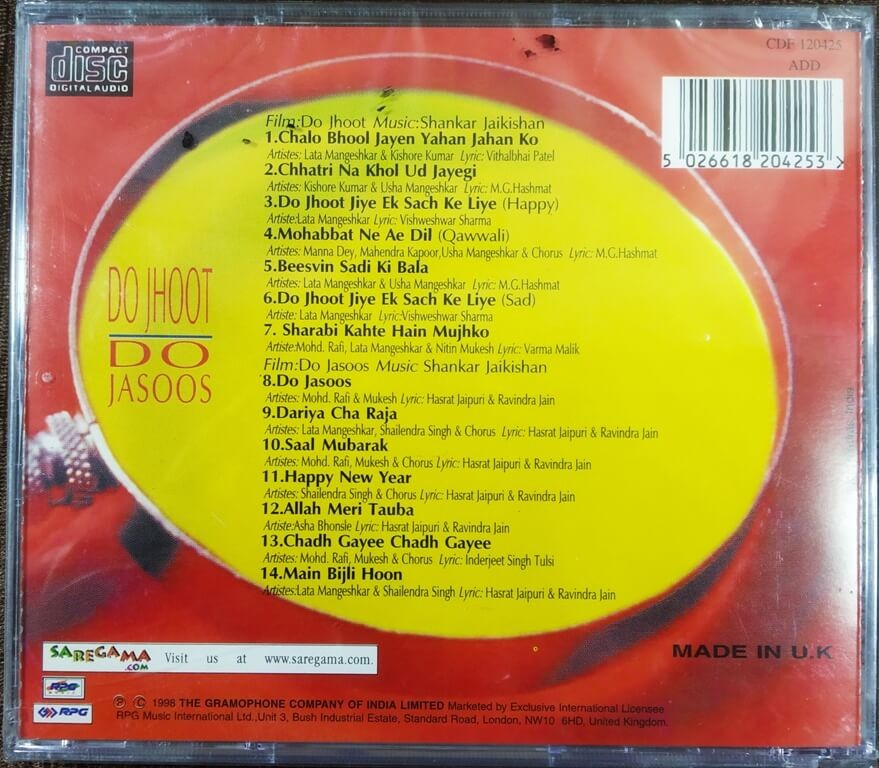 COMPACT
disc
DIGITAL AUDIO
CDF 120425
ADD
5 026618 204253 >
DO JHOOT
DO
JASOOS
Film:Do Jhoot Music:Shankar Jaikishan
1.Chalo Bhool Jayen Yahan Jahan Ko
Artistes: Lata Mangeshkar & Kishore Kumar Lyric: Vithalbhai Patel
2.Chhatri Na Khol Ud Jayegi
Artistes: Kishore Kumar & Usha Mangeshkar Lyric: M.G.Hashmat
3.Do Jhoot Jiye Ek Sach Ke Liye (Happy)
Artiste:Lata Mangeshkar Lyric: Vishweshwar Sharma
4.Mohabbat Ne Ae Dil (Qawwali)
Artistes: Manna Dey, Mahendra Kapoor,Usha Mangeshkar & Chorus Lyric: M.G.Hashmat
5.Beesvin Sadi Ki Bala
Artistes: Lata Mangeshkar & Usha Mangeshkar Lyric: M.G.Hashmat
6.Do Jhoot Jiye Ek Sach Ke Liye (Sad)
Artiste: Lata Mangeshkar Lyric:Vishweshwar Sharma
7. Sharabi Kahte Hain Mujhko
Artiste:Mohd. Rafi, Lata Mangeshkar & Nitin Mukesh Lyric: Varma Malik
Film:Do Jasoos Music Shankar Jaikishan
8.Do Jasoos
Artistes: Mohd. Rafi & Mukesh Lyric: Hasrat Jaipuri & Ravindra Jain
9.Dariya Cha Raja
Artistes: Lata Mangeshkar, Shailendra Singh & Chorus Lyric: Hasrat Jaipuri & Ravindra Jain
10.Saal Mubarak
Artistes: Mohd. Rafi, Mukesh & Chorus Lyric: Hasrat Jaipuri & Ravindra Jain
11.Happy New Year
Artistes: Shailendra Singh & Chorus Lyric: Hasrat Jaipuri & Ravindra Jain
12.Allah Meri Tauba
Artiste:Asha Bhonsle Lyric: Hasrat Jaipuri & Ravindra Jain
13.Chadh Gayee Chadh Gayee
Artistes: Mohd. Rafi, Mukesh & Chorus Lyric: Inderjeet Singh Tulsi
14.Main Bijli Hoon
Artistes:Lata Mangeshkar & Shailendra Singh Lyric: Hasrat Jaipuri & Ravindra Jain
India
SAREGAMA.COM Visit us at www.saregama.com.
MADE IN U.K
RPG
RPG
℗ © 1998 THE GRAMOPHONE COMPANY OF INDIA LIMITED Marketed by Exclusive International Licensee
RPG Music International Ltd.,Unit 3, Bush Industrial Estate, Standard Road, London, NW10 6HD, United Kingdom.